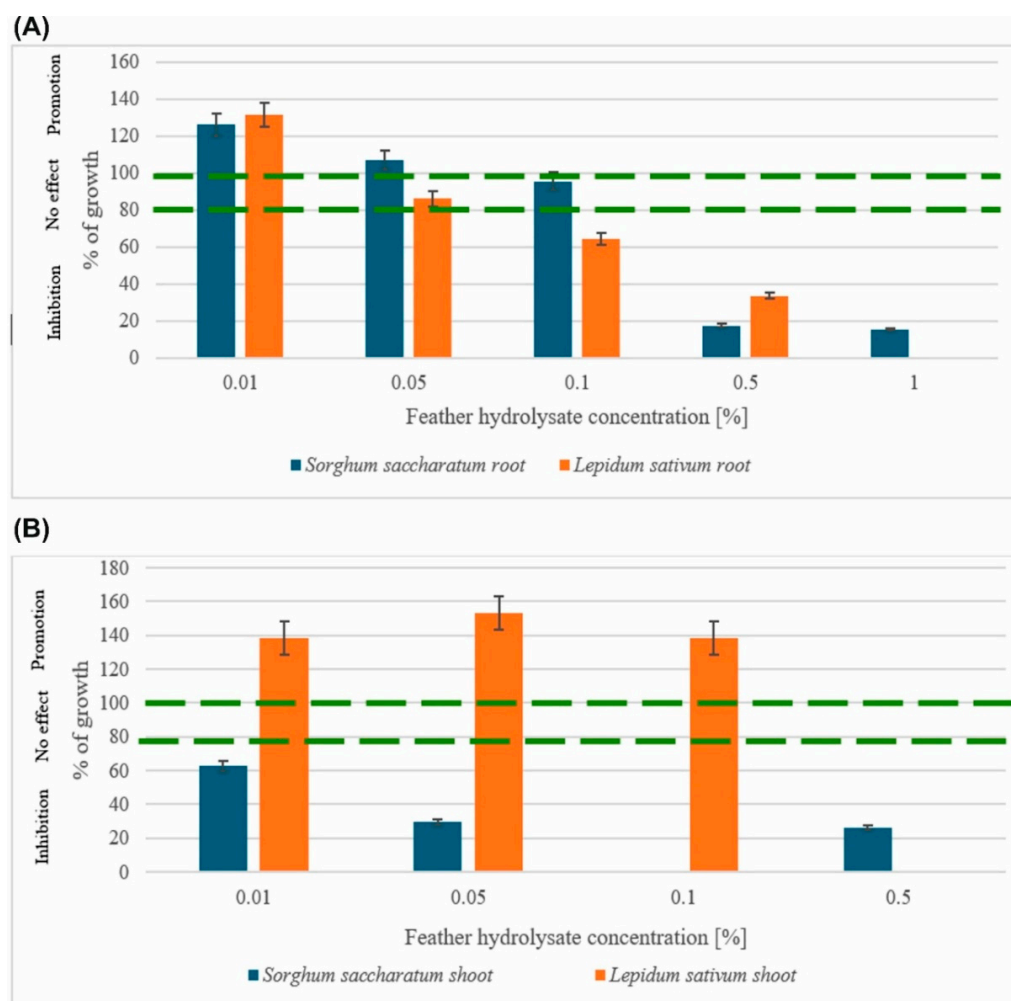 (A)
Promotion
No effect
Inhibition
% of growth
160
140
120
100
80
60
40
20
0
0.01 0.05 0.1 0.5 1
Feather hydrolysate concentration [%]
Sorghum saccharatum root Lepidum sativum root
(B)
Promotion
No effect
Inhibition
% of growth
180
160
140
120
100
80
60
40
20
0
0.01 0.05 0.1 0.5
Feather hydrolysate concentration [%]
Sorghum saccharatum shoot Lepidum sativum shoot